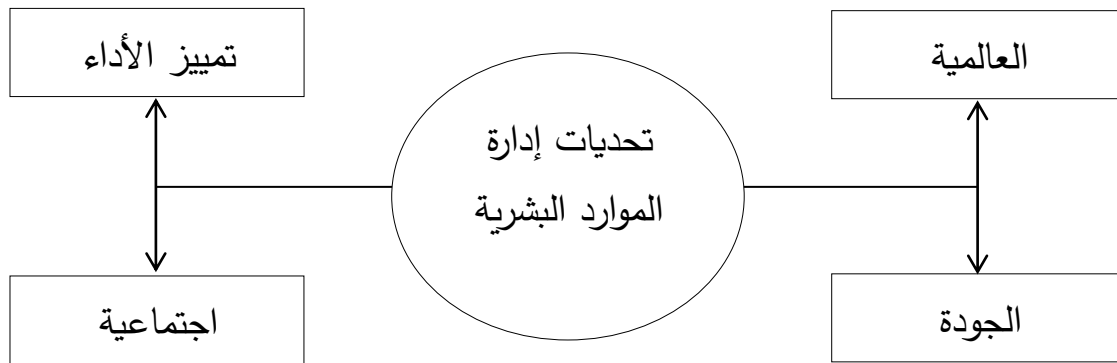 العالمية
تمييز الأداء
تحديات إدارة
الموارد البشرية
الجودة
اجتماعية